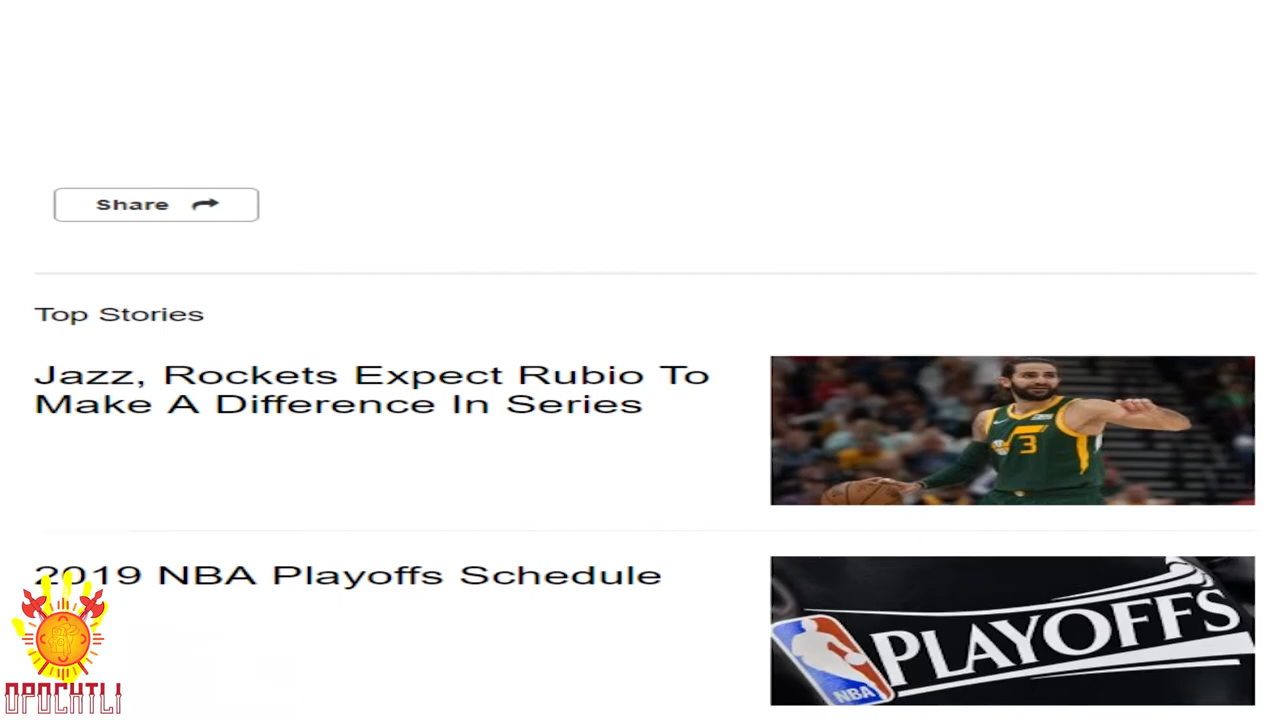 Share
Top Stories
Jazz, Rockets Expect Rubio To
Make A Difference In Series
3
2019 NBA Playoffs Schedule
PLAYOFFS
NBA
OPOCHTLI